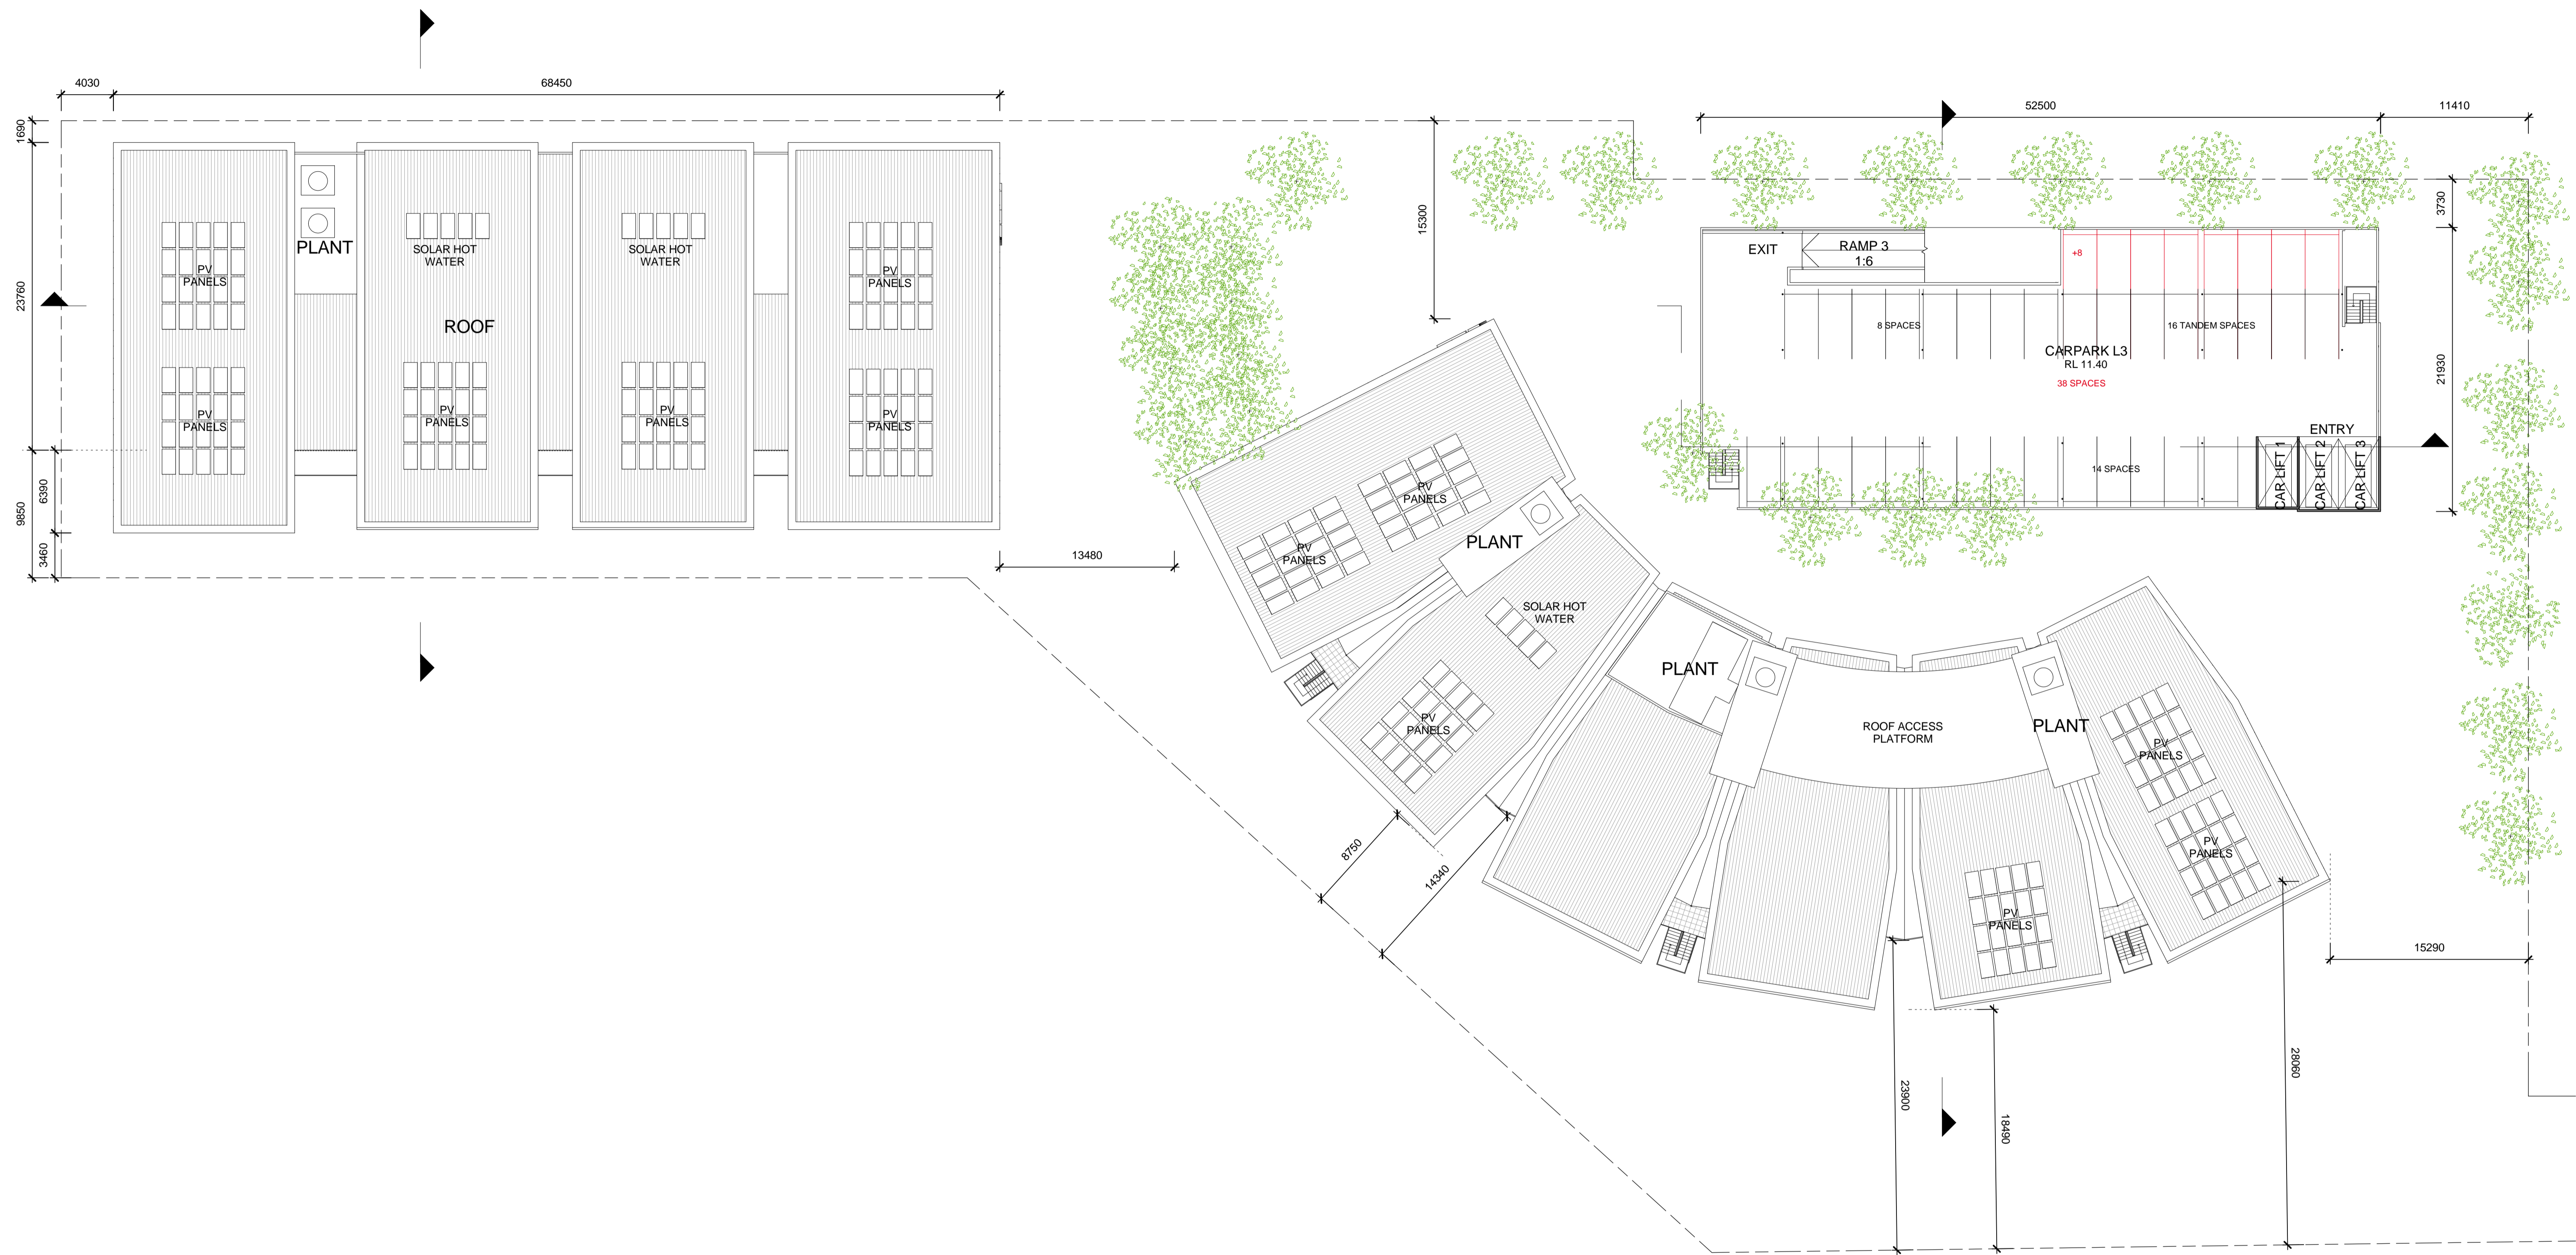 4030
68450
52500
11410
1690
23760
9850
6390
3460
PLANT
SOLAR HOT
WATER
SOLAR HOT
WATER
PV
PANELS
PV
PANELS
ROOF
PV
PANELS
PV
PANELS
PV
PANELS
PV
PANELS
13480
15300
3730
21930
EXIT
RAMP 3
1:6
+8
8 SPACES
16 TANDEM SPACES
CARPARK L3
RL 11.40
38 SPACES
ENTRY
14 SPACES
CAR LIFT 1
CAR LIFT 2
CAR LIFT 3
PV
PANELS
PV
PANELS
PLANT
SOLAR HOT
WATER
PV
PANELS
PLANT
ROOF ACCESS
PLATFORM
PLANT
PV
PANELS
PV
PANELS
PV
PANELS
8750
14340
15290
23900
18490
28060